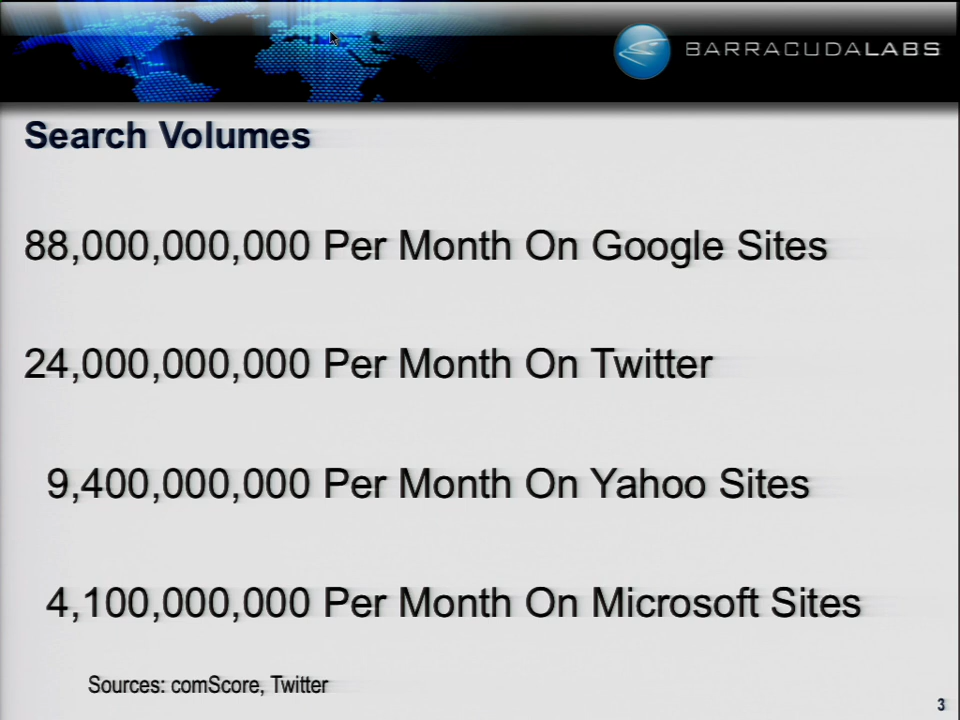 BARRACUDALABS
Search Volumes
88,000,000,000 Per Month On Google Sites
24,000,000,000 Per Month On Twitter
9,400,000,000 Per Month On Yahoo Sites
4,100,000,000 Per Month On Microsoft Sites
Sources: comScore, Twitter
3